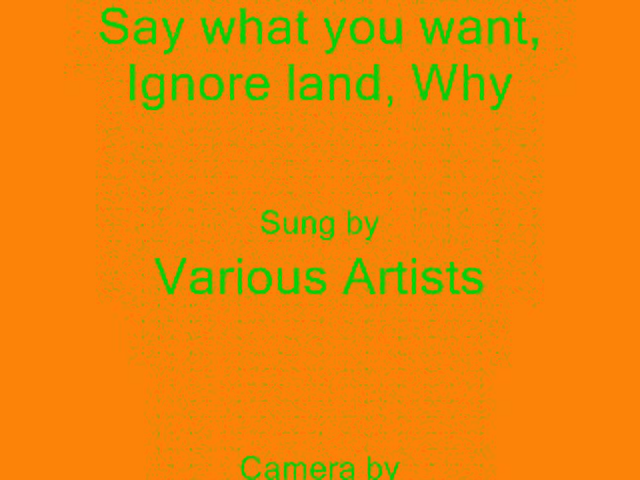 Say what you want,
Ignore land, Why
Sung by
Various Artists
Camera by